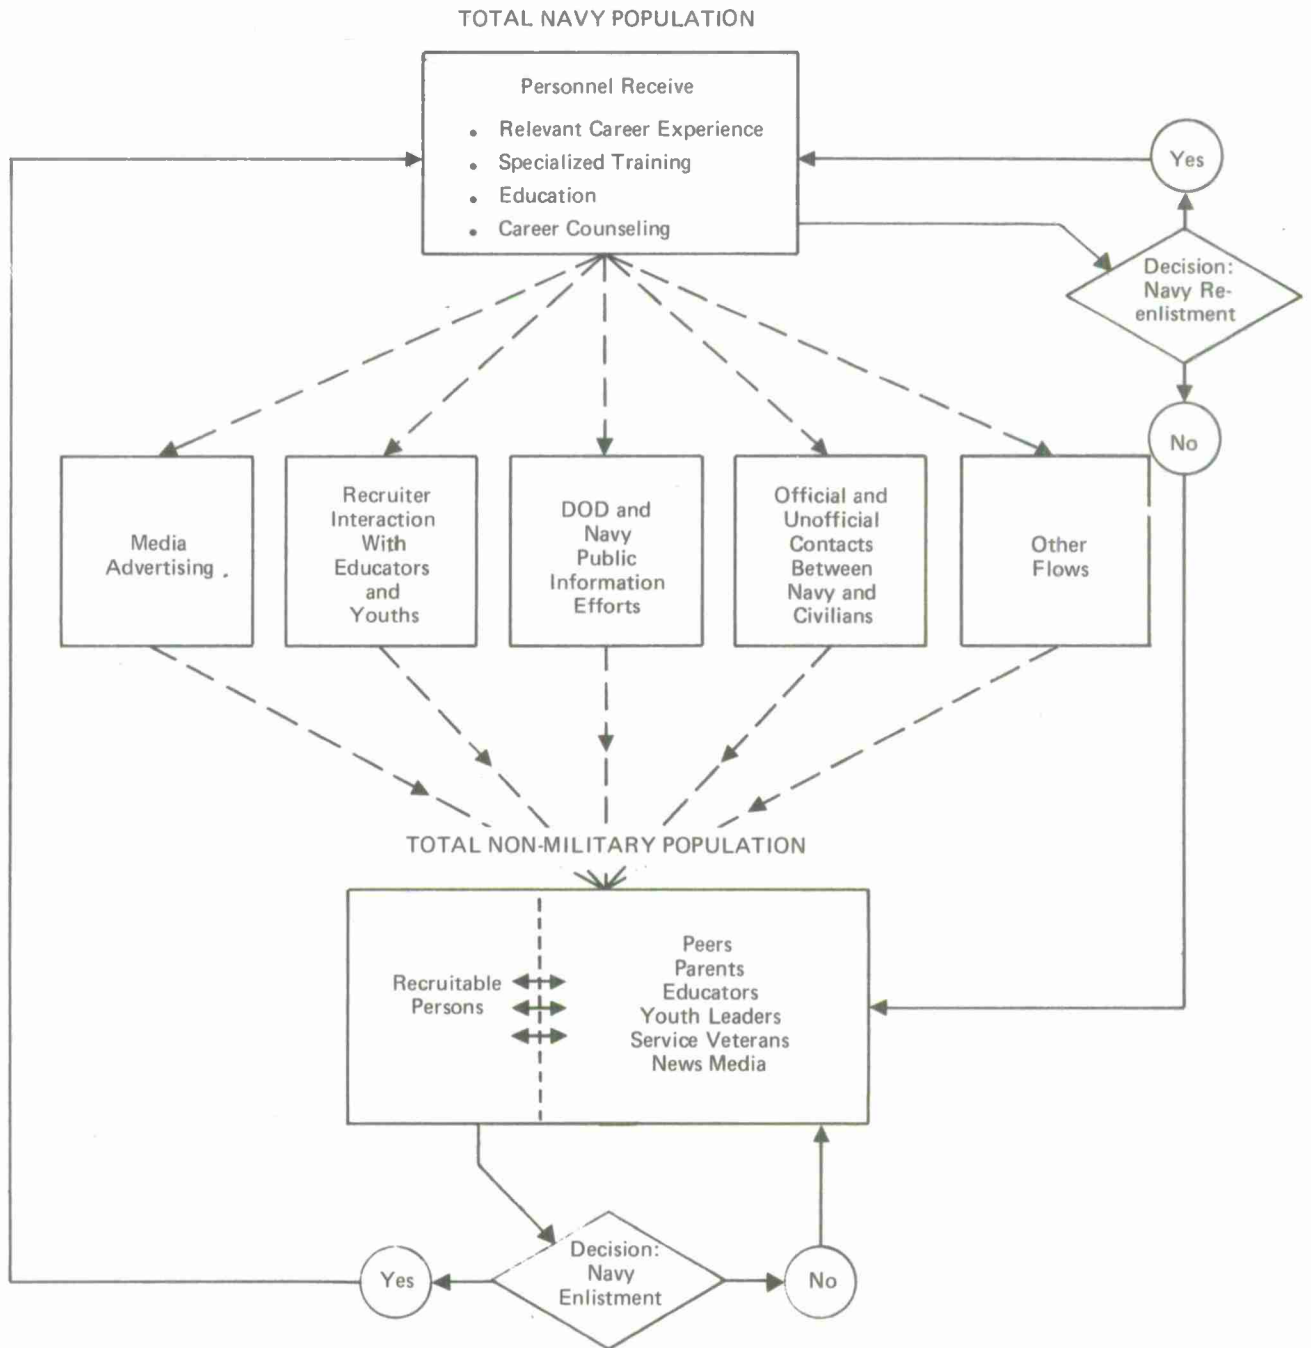 TOTAL NAVY POPULATION
Personnel Receive
• Relevant Career Experience
• Specialized Training
• Education
• Career Counseling
Yes
Decision:
Navy Re-
enlistment
No
Media
Advertising
Recruiter
Interaction
With
Educators
and
Youths
DOD and
Navy
Public
Information
Efforts
Official and
Unofficial
Contacts
Between
Navy and
Civilians
Other
Flows
TOTAL NON-MILITARY POPULATION
Recruitable
Persons
Peers
Parents
Educators
Youth Leaders
Service Veterans
News Media
Yes
Decision:
Navy
Enlistment
No